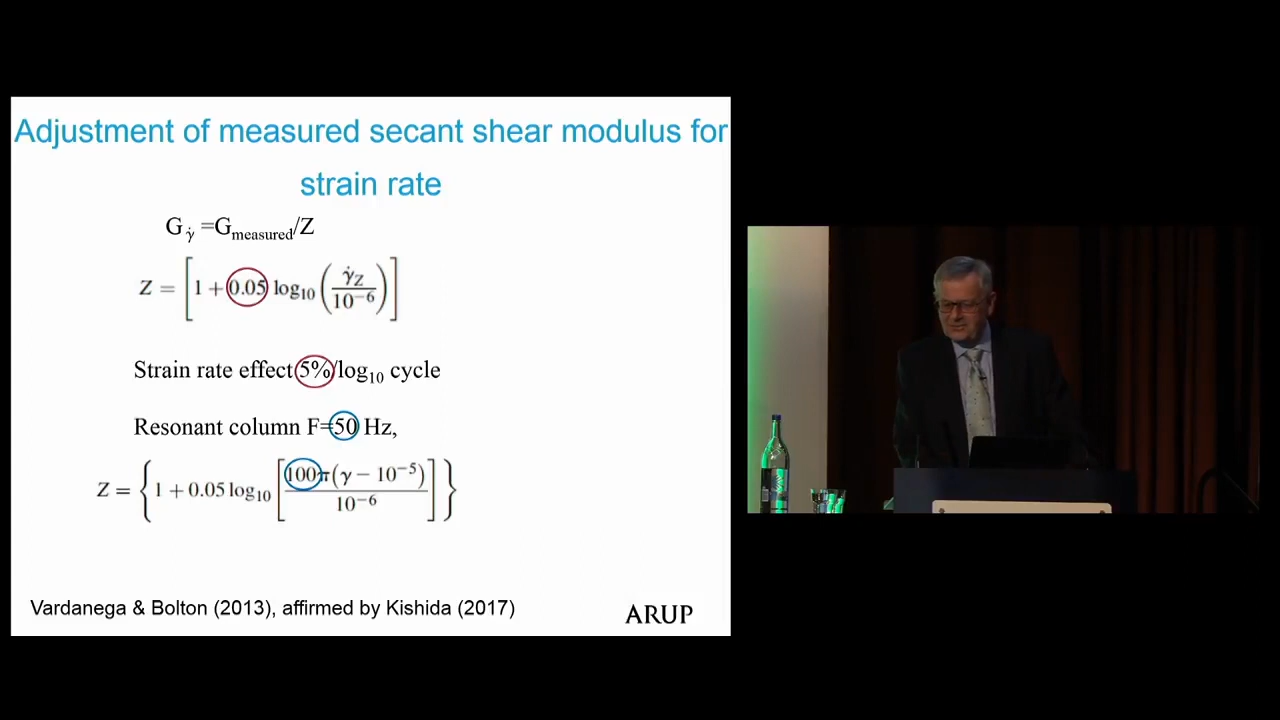 Adjustment of measured secant shear modulus for
strain rate
G_γ̇ =G_measured/Z
Z = [1 + 0.05 log₁₀ (γ̇_Z / 10⁻⁶)]
Strain rate effect 5%/log₁₀ cycle
Resonant column F=50 Hz,
Z = {1 + 0.05 log₁₀ [100π(γ − 10⁻⁵) / 10⁻⁶]}
Vardanega & Bolton (2013), affirmed by Kishida (2017)
ARUP